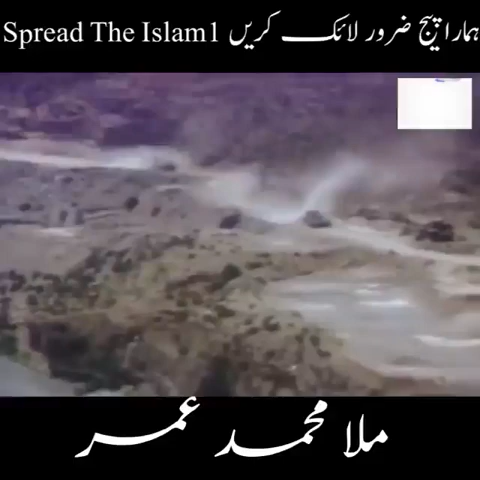 ہمارا پیج ضرور لائک کریں Spread The Islam1
ملا محمد عمر